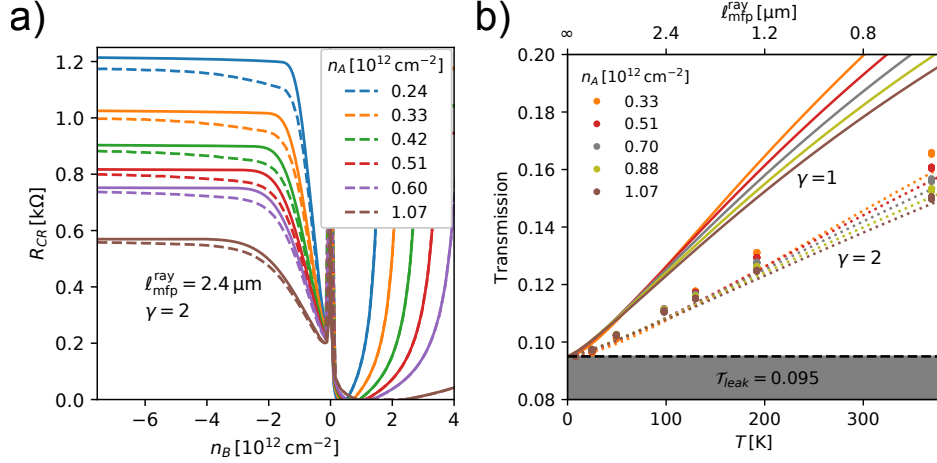 a)
R_CR [kΩ]
1.2
1.0
0.8
0.6
0.4
0.2
0.0
n_A [10^12 cm^−2]
0.24
0.33
0.42
0.51
0.60
1.07
ℓ_mfp^ray = 2.4 μm
γ = 2
−6 −4 −2 0 2 4
n_B [10^12 cm^−2]
b)
ℓ_mfp^ray [μm]
∞ 2.4 1.2 0.8
Transmission
0.20
0.18
0.16
0.14
0.12
0.10
0.08
n_A [10^12 cm^−2]
0.33
0.51
0.70
0.88
1.07
γ = 1
γ = 2
𝒯_leak = 0.095
0 100 200 300
T [K]